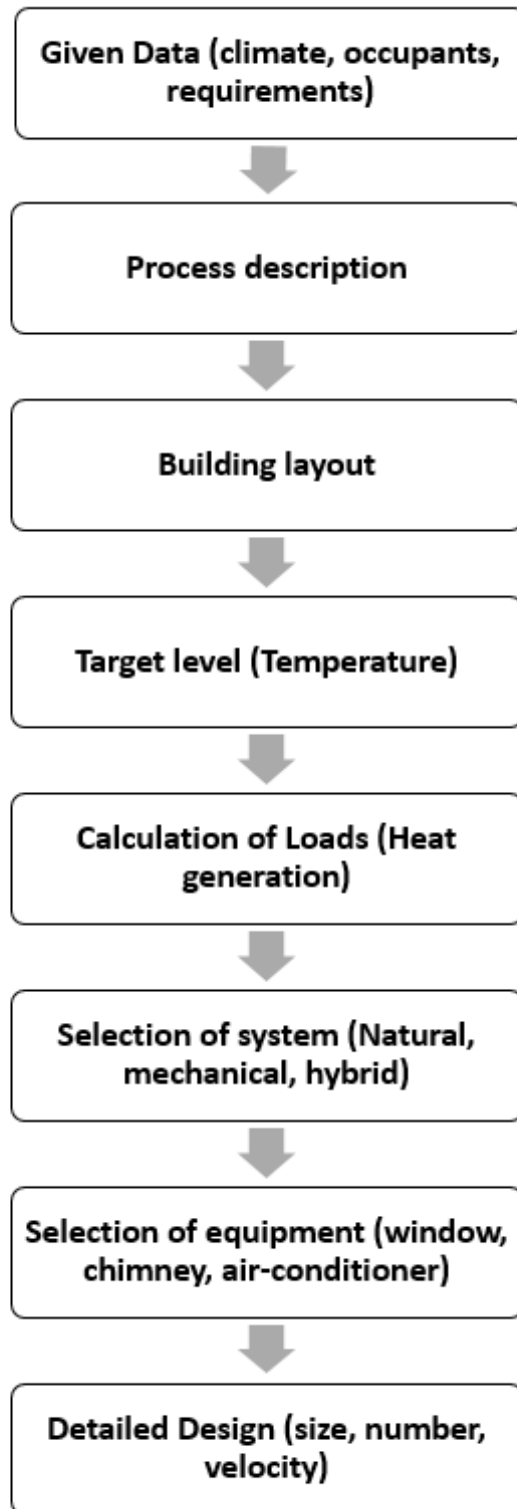 Given Data (climate, occupants,
requirements)
Process description
Building layout
Target level (Temperature)
Calculation of Loads (Heat
generation)
Selection of system (Natural,
mechanical, hybrid)
Selection of equipment (window,
chimney, air-conditioner)
Detailed Design (size, number,
velocity)